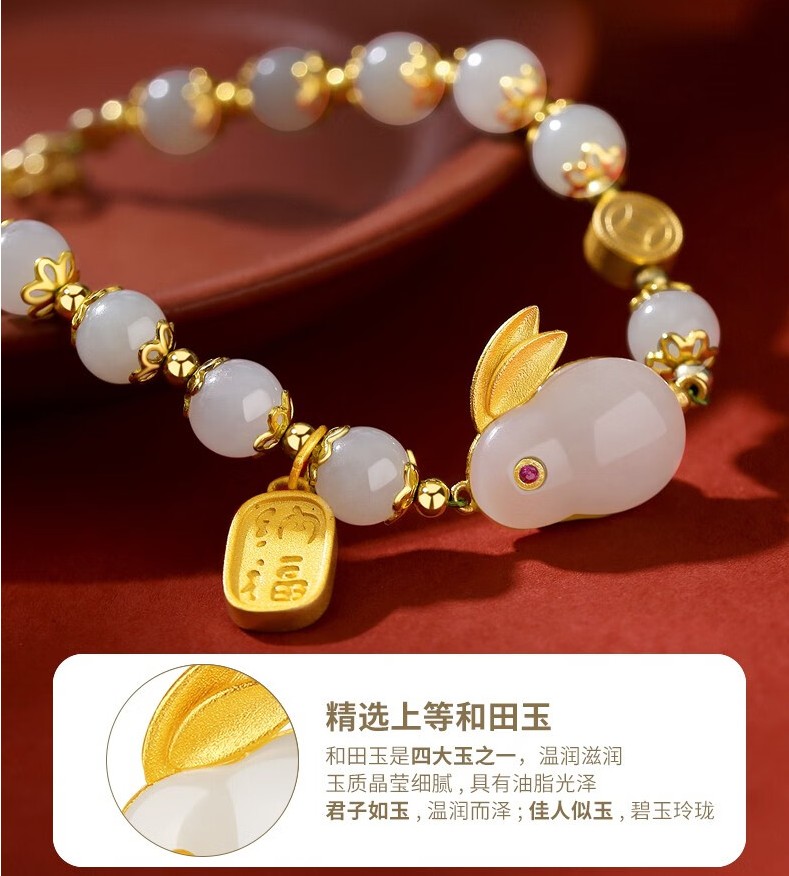 纳福
精选上等和田玉
和田玉是四大玉之一，温润滋润
玉质晶莹细腻，具有油脂光泽
君子如玉，温润而泽；佳人似玉，碧玉玲珑